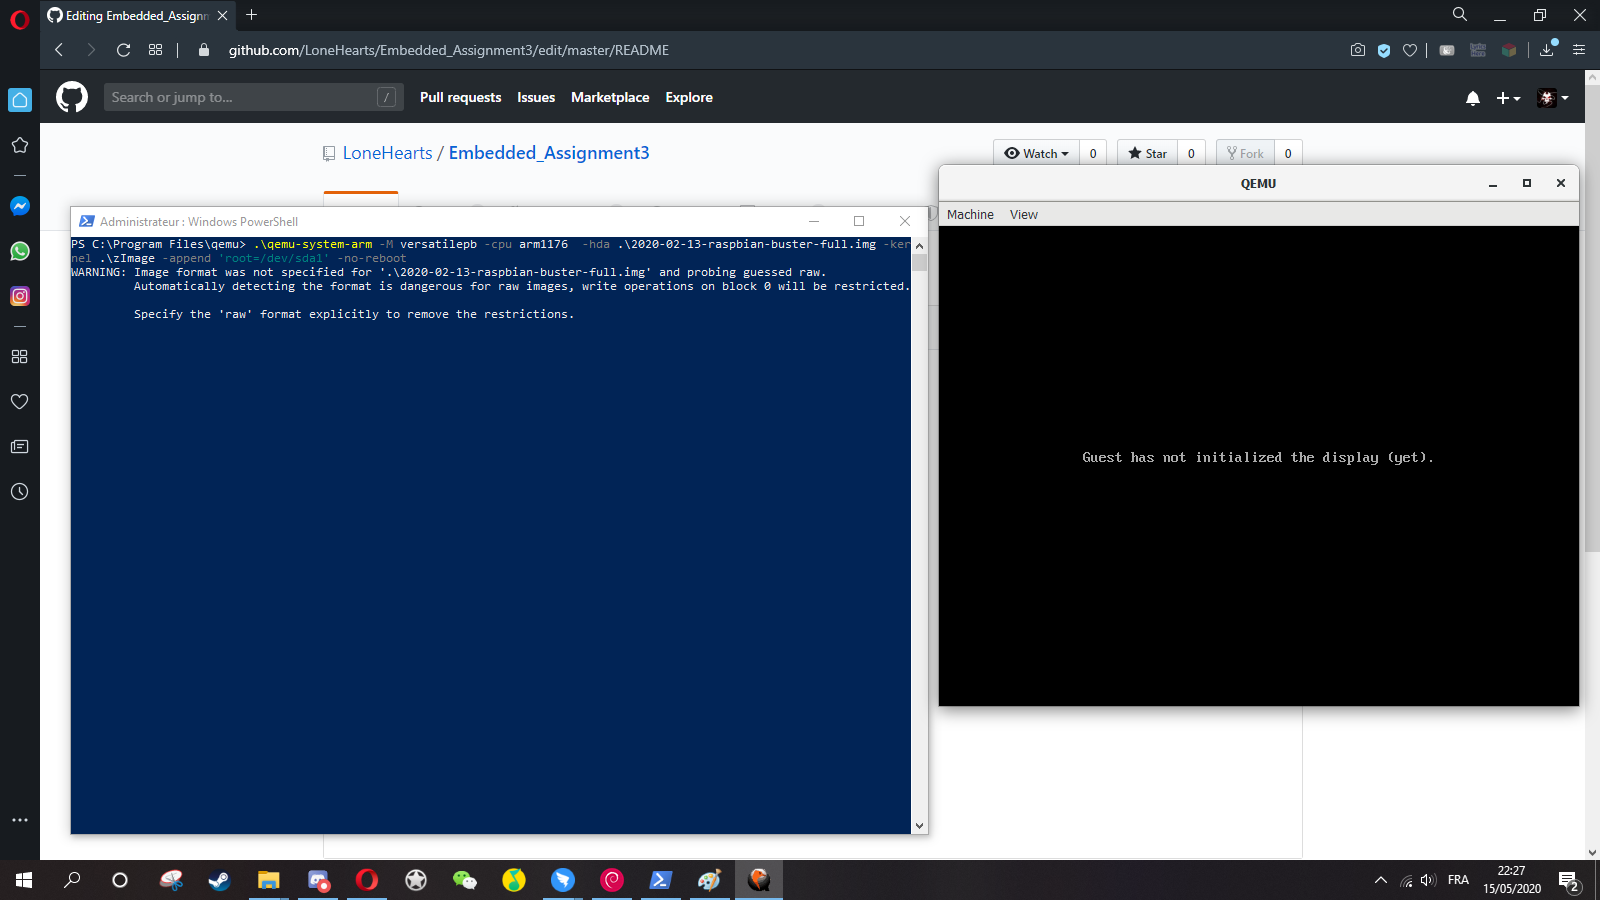 Editing Embedded_Assignm
github.com/LoneHearts/Embedded_Assignment3/edit/master/README
Search or jump to...
/
Pull requests
Issues
Marketplace
Explore
LoneHearts / Embedded_Assignment3
Watch
0
Star
0
Fork
0
Administrateur : Windows PowerShell
PS C:\Program Files\qemu> .\qemu-system-arm -M versatilepb -cpu arm1176  -hda .\2020-02-13-raspbian-buster-full.img -ker
nel .\zImage -append 'root=/dev/sda1' -no-reboot
WARNING: Image format was not specified for '.\2020-02-13-raspbian-buster-full.img' and probing guessed raw.
Automatically detecting the format is dangerous for raw images, write operations on block 0 will be restricted.
Specify the 'raw' format explicitly to remove the restrictions.
QEMU
Machine
View
Guest has not initialized the display (yet).
FRA
22:27
15/05/2020
2